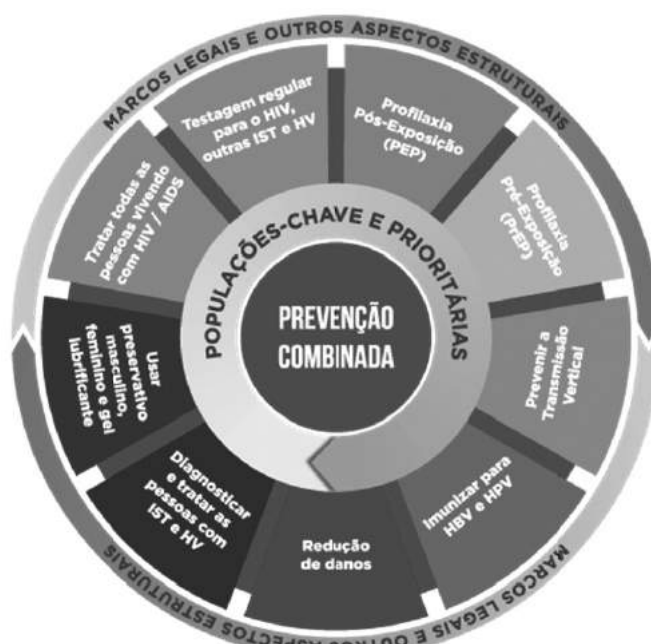 MARCOS LEGAIS E OUTROS ASPECTOS ESTRUTURAIS
Testagem regular
para o HIV,
outras IST e HV
Profilaxia
Pós-Exposição
(PEP)
Profilaxia
Pré-Exposição
(PrEP)
Prevenir a
Transmissão
Vertical
Imunizar para
HBV e HPV
Redução
de danos
Diagnosticar
e tratar as
pessoas com
IST e HV
Usar
preservativo
masculino,
feminino e gel
lubrificante
Tratar todas as
pessoas vivendo
com HIV / AIDS
POPULAÇÕES-CHAVE E PRIORITÁRIAS
PREVENÇÃO
COMBINADA
MARCOS LEGAIS E OUTROS ASPECTOS ESTRUTURAIS